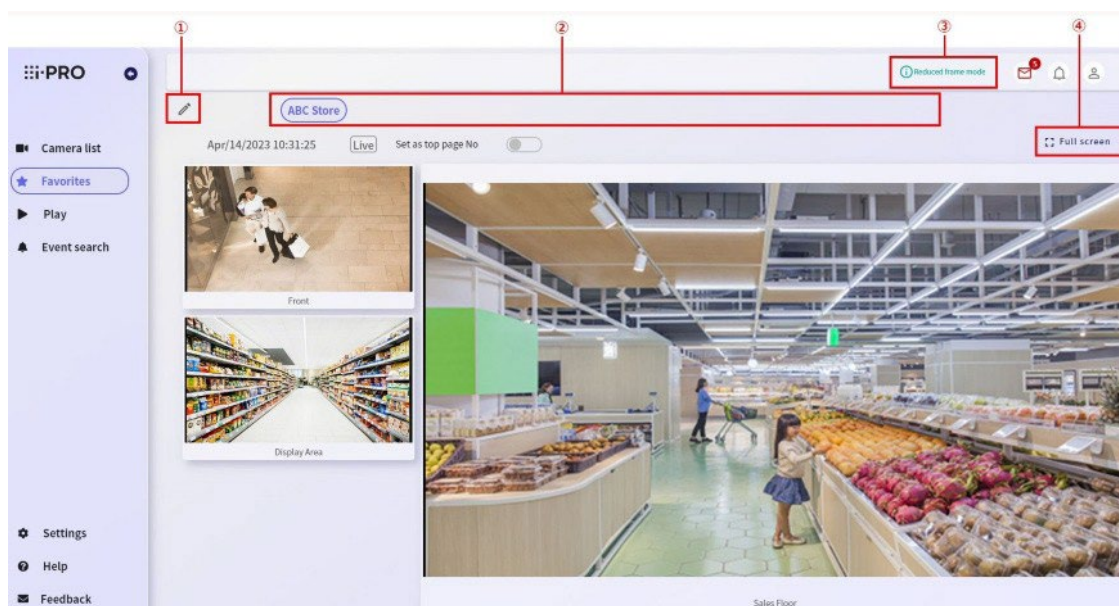 ① ② ③ ④
i-PRO
Reduced frame mode
5
ABC Store
Apr/14/2023 10:31:25 Live Set as top page No
Full screen
Camera list
Favorites
Play
Event search
Front
Display Area
Sales Floor
Settings
Help
Feedback